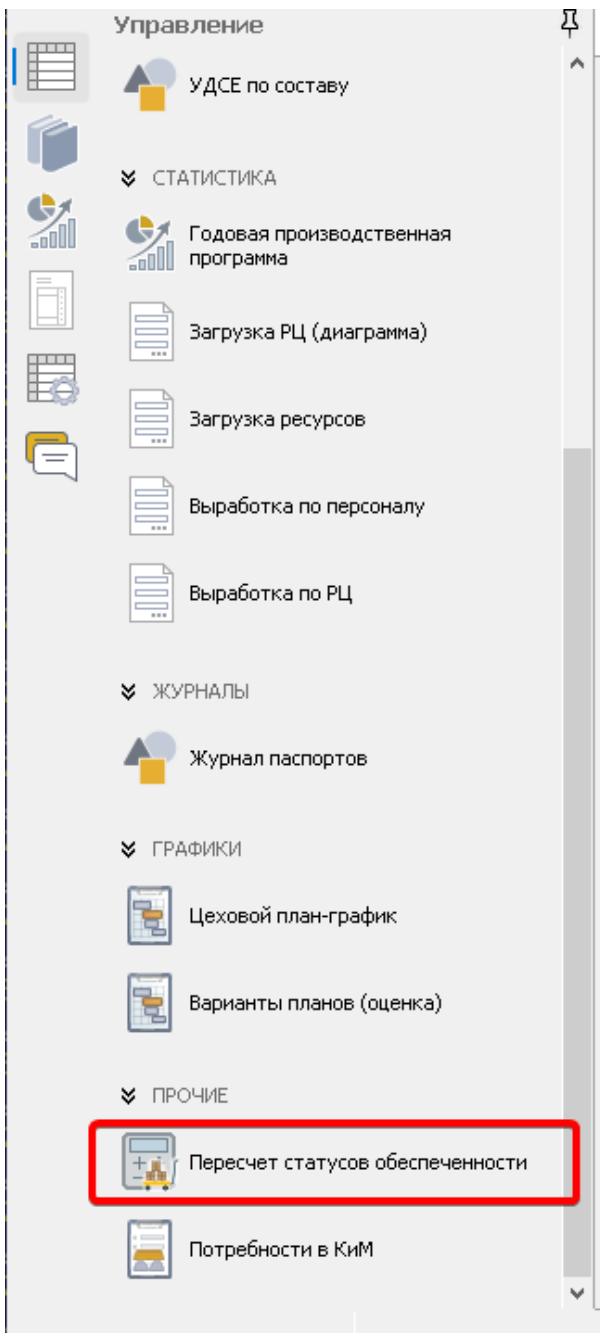 Управление
УДСЕ по составу
СТАТИСТИКА
Годовая производственная
программа
Загрузка РЦ (диаграмма)
Загрузка ресурсов
Выработка по персоналу
Выработка по РЦ
ЖУРНАЛЫ
Журнал паспортов
ГРАФИКИ
Цеховой план-график
Варианты планов (оценка)
ПРОЧИЕ
Пересчет статусов обеспеченности
Потребности в КиМ